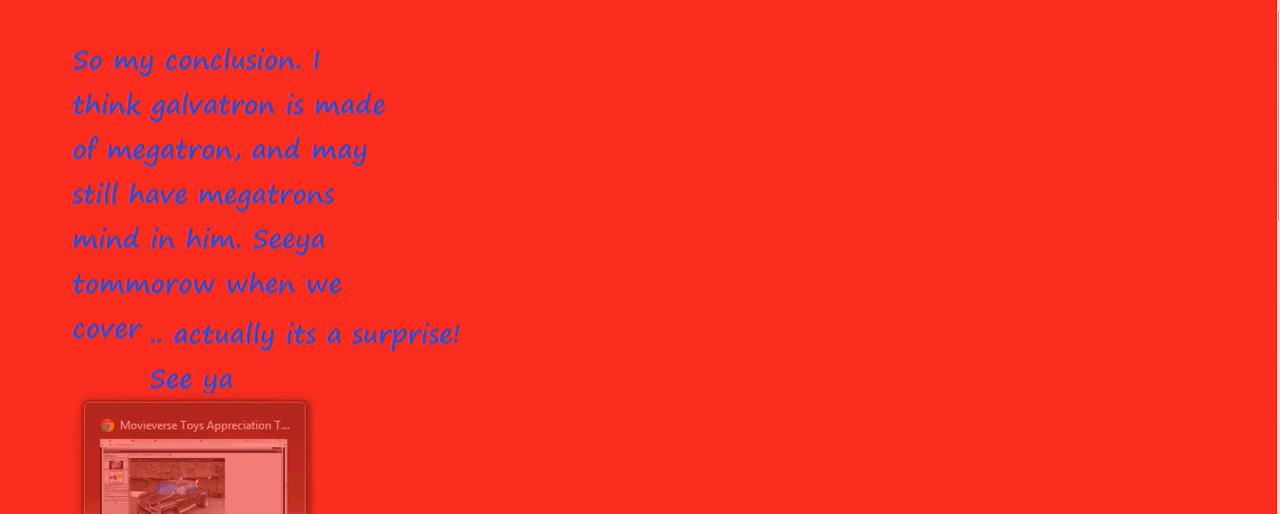 So my conclusion. I
think galvatron is made
of megatron, and may
still have megatrons
mind in him. Seeya
tommorow when we
cover .. actually its a surprise!
See ya
Movieverse Toys Appreciation T...